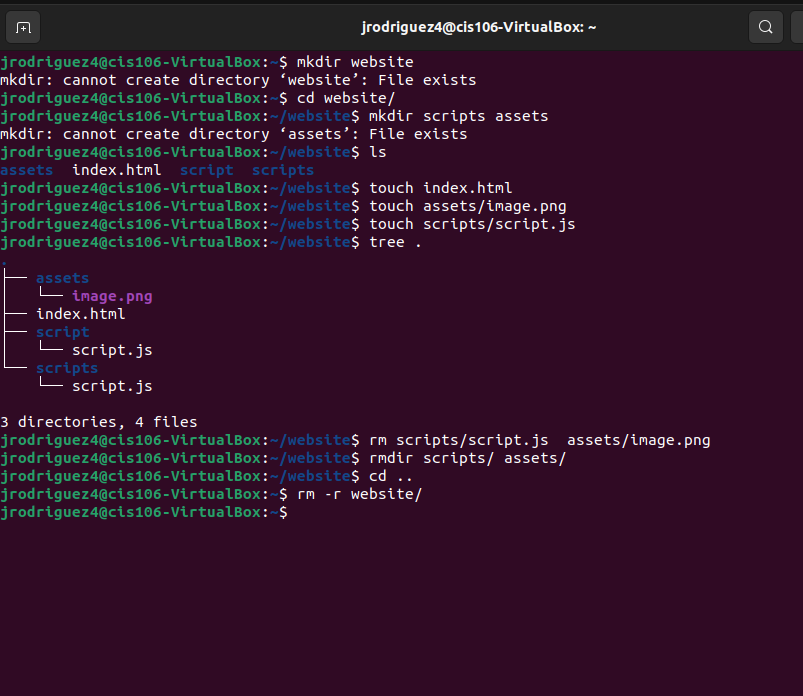 jrodriguez4@cis106-VirtualBox: ~
jrodriguez4@cis106-VirtualBox:~$ mkdir website
mkdir: cannot create directory ‘website’: File exists
jrodriguez4@cis106-VirtualBox:~$ cd website/
jrodriguez4@cis106-VirtualBox:~/website$ mkdir scripts assets
mkdir: cannot create directory ‘assets’: File exists
jrodriguez4@cis106-VirtualBox:~/website$ ls
assets  index.html  script  scripts
jrodriguez4@cis106-VirtualBox:~/website$ touch index.html
jrodriguez4@cis106-VirtualBox:~/website$ touch assets/image.png
jrodriguez4@cis106-VirtualBox:~/website$ touch scripts/script.js
jrodriguez4@cis106-VirtualBox:~/website$ tree .
.
├── assets
│   └── image.png
├── index.html
├── script
│   └── script.js
└── scripts
    └── script.js
3 directories, 4 files
jrodriguez4@cis106-VirtualBox:~/website$ rm scripts/script.js  assets/image.png
jrodriguez4@cis106-VirtualBox:~/website$ rmdir scripts/ assets/
jrodriguez4@cis106-VirtualBox:~/website$ cd ..
jrodriguez4@cis106-VirtualBox:~$ rm -r website/
jrodriguez4@cis106-VirtualBox:~$